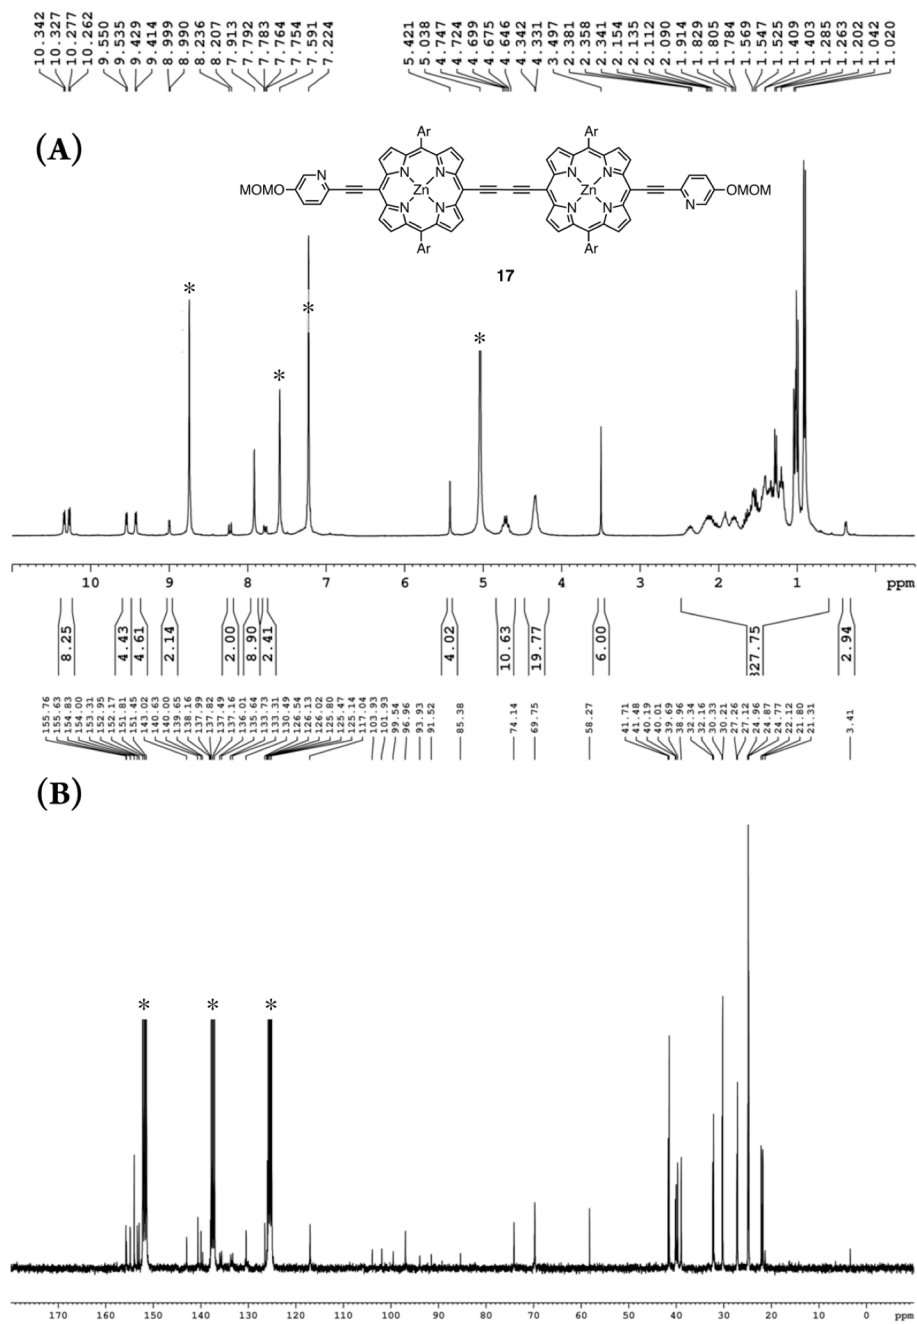 10.342 10.327 10.277 10.262 9.550 9.535 9.429 9.414 8.999 8.990 8.236 8.207 7.913 7.792 7.783 7.764 7.754 7.591 7.224 5.421 5.038 4.747 4.724 4.699 4.675 4.646 4.342 4.331 3.497 2.381 2.358 2.341 2.154 2.135 2.112 2.090 1.914 1.829 1.805 1.784 1.569 1.547 1.525 1.409 1.403 1.285 1.263 1.202 1.042 1.020
(A)
Ar Ar
MOMO N N N Zn N N N N Zn N N N OMOM
Ar Ar
17
* * * *
10 9 8 7 6 5 4 3 2 1 ppm
8.25 4.43 4.61 2.14 2.00 8.90 2.41 4.02 10.63 19.77 6.00 327.75 2.94
155.76 155.63 154.83 154.00 153.31 152.95 152.17 151.81 151.45 143.02 140.63 140.00 139.65 138.16 137.99 137.82 137.49 137.16 136.01 135.64 133.73 133.31 130.49 126.54 126.13 126.02 125.80 125.47 125.14 117.04 103.93 101.93 99.54 96.96 93.93 91.52 85.38 74.14 69.75 58.27 41.71 41.48 40.19 40.01 39.69 38.96 32.34 32.16 30.33 30.21 27.26 27.12 24.96 24.87 24.77 22.12 21.80 21.31 3.41
(B)
* * *
170 160 150 140 130 120 110 100 90 80 70 60 50 40 30 20 10 0 ppm